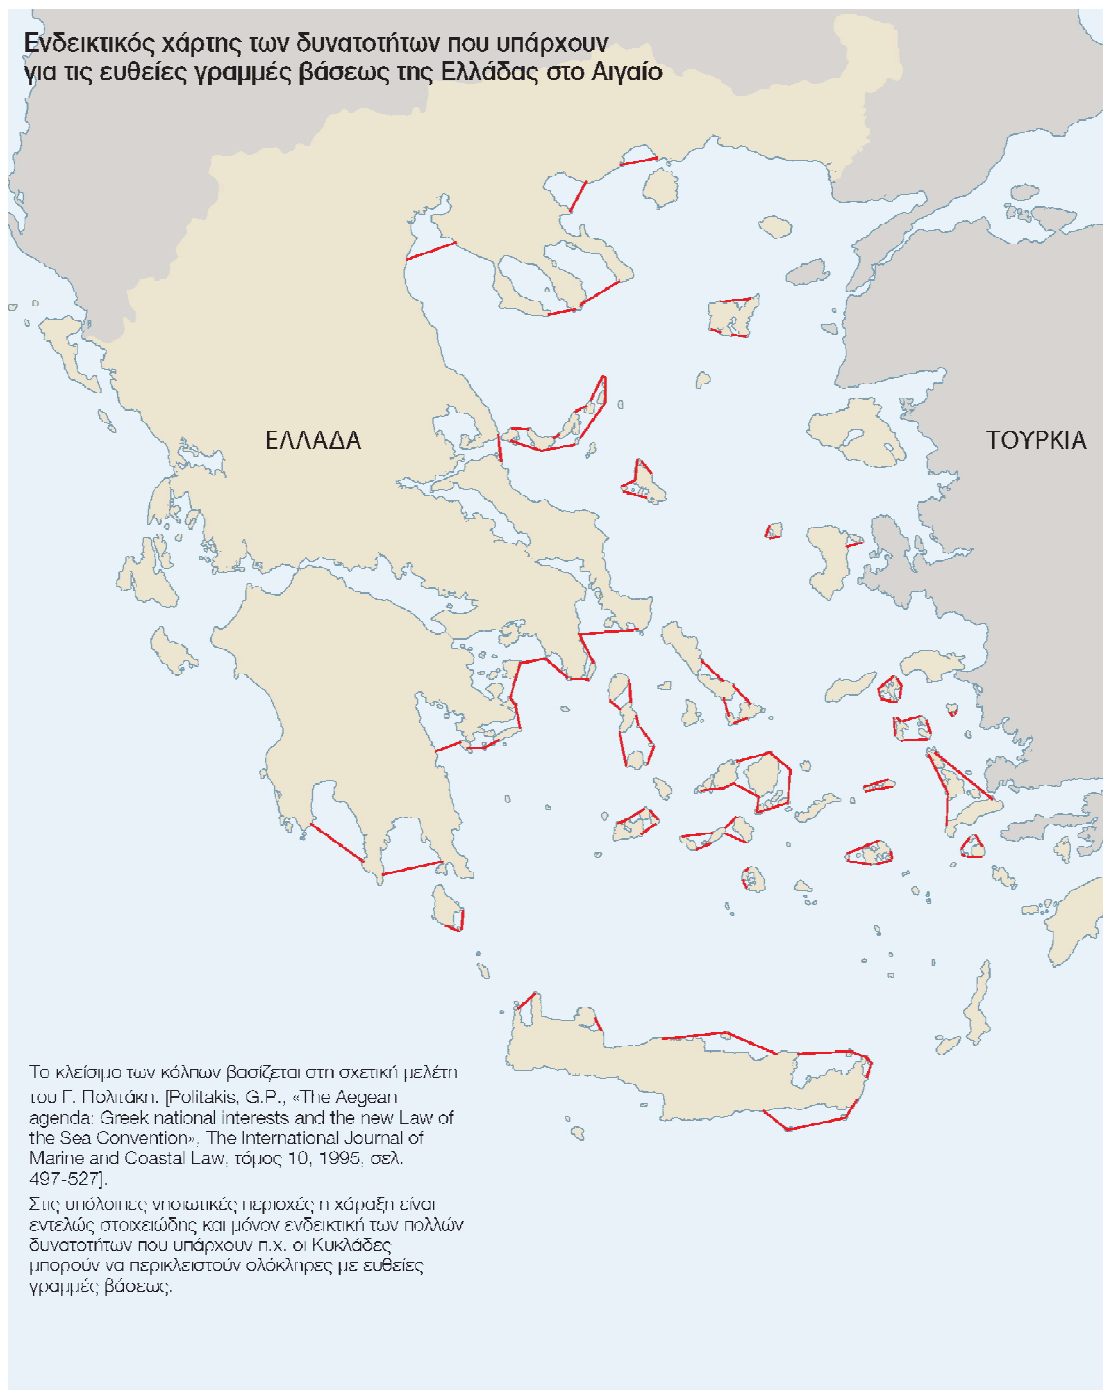 Ενδεικτικός χάρτης των δυνατοτήτων που υπάρχουν
για τις ευθείες γραμμές βάσεως της Ελλάδας στο Αιγαίο
ΕΛΛΑΔΑ
ΤΟΥΡΚΙΑ
Το κλείσιμο των κόλπων βασίζεται στη σχετική μελέτη
του Γ. Πολιτάκη. [Politakis, G.P., «The Aegean
agenda: Greek national interests and the new Law of
the Sea Convention», The International Journal of
Marine and Coastal Law, τόμος 10, 1995, σελ.
497-527].
Στις υπόλοιπες νησιωτικές περιοχές η χάραξη είναι
εντελώς στοιχειώδης και μόνον ενδεικτική των πολλών
δυνατοτήτων που υπάρχουν π.χ. οι Κυκλάδες
μπορούν να περικλειστούν ολόκληρες με ευθείες
γραμμές βάσεως.